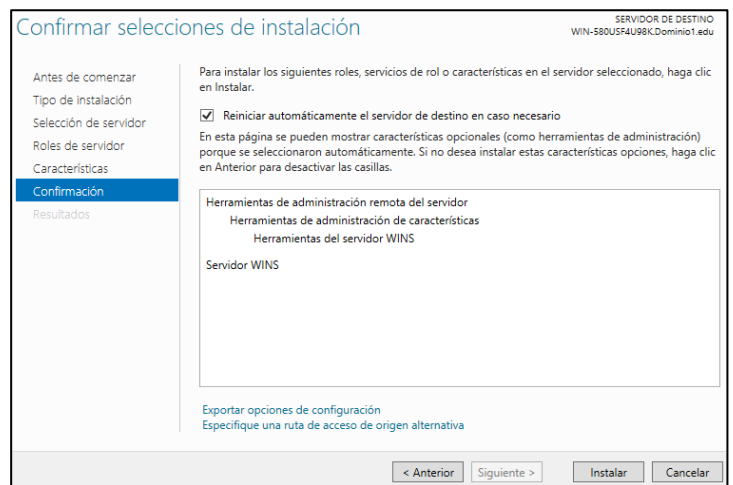 Confirmar selecciones de instalación
SERVIDOR DE DESTINO
WIN-580USF4U98K.Dominio1.edu
Antes de comenzar
Tipo de instalación
Selección de servidor
Roles de servidor
Características
Confirmación
Resultados
Para instalar los siguientes roles, servicios de rol o características en el servidor seleccionado, haga clic
en Instalar.
Reiniciar automáticamente el servidor de destino en caso necesario
En esta página se pueden mostrar características opcionales (como herramientas de administración)
porque se seleccionaron automáticamente. Si no desea instalar estas características opciones, haga clic
en Anterior para desactivar las casillas.
Herramientas de administración remota del servidor
Herramientas de administración de características
Herramientas del servidor WINS
Servidor WINS
Exportar opciones de configuración
Especifique una ruta de acceso de origen alternativa
< Anterior
Siguiente >
Instalar
Cancelar